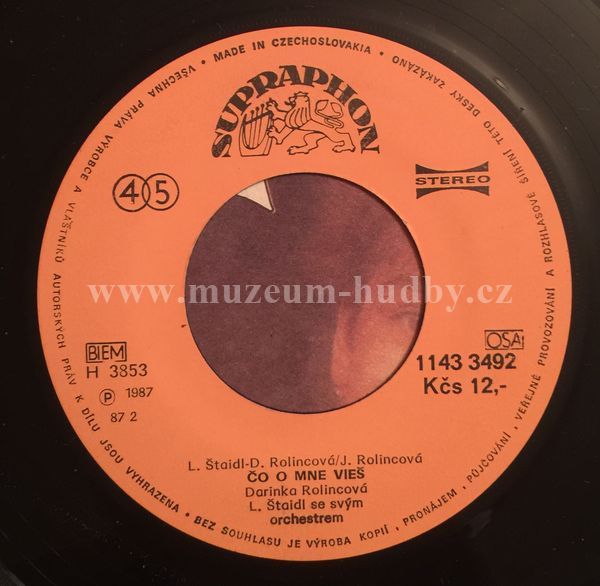 VŠECHNA PRÁVA VÝROBCE A VLASTNÍKŮ AUTORSKÝCH PRÁV K DÍLU JSOU VYHRAZENA • BEZ SOUHLASU JE VÝROBA KOPIÍ, PRONÁJEM, PŮJČOVÁNÍ, VEŘEJNÉ PROVOZOVÁNÍ A ROZHLASOVÉ ŠÍŘENÍ TÉTO DESKY ZAKÁZÁNO • MADE IN CZECHOSLOVAKIA •
SUPRAPHON
45
STEREO
www.muzeum-hudby.cz
BIEM
OSA
H 3853
1143 3492
Ⓟ 1987
Kčs 12,-
87 2
L. Štaidl-D. Rolincová/J. Rolincová
ČO O MNE VIEŠ
Darinka Rolincová
L. Štaidl se svým
orchestrem